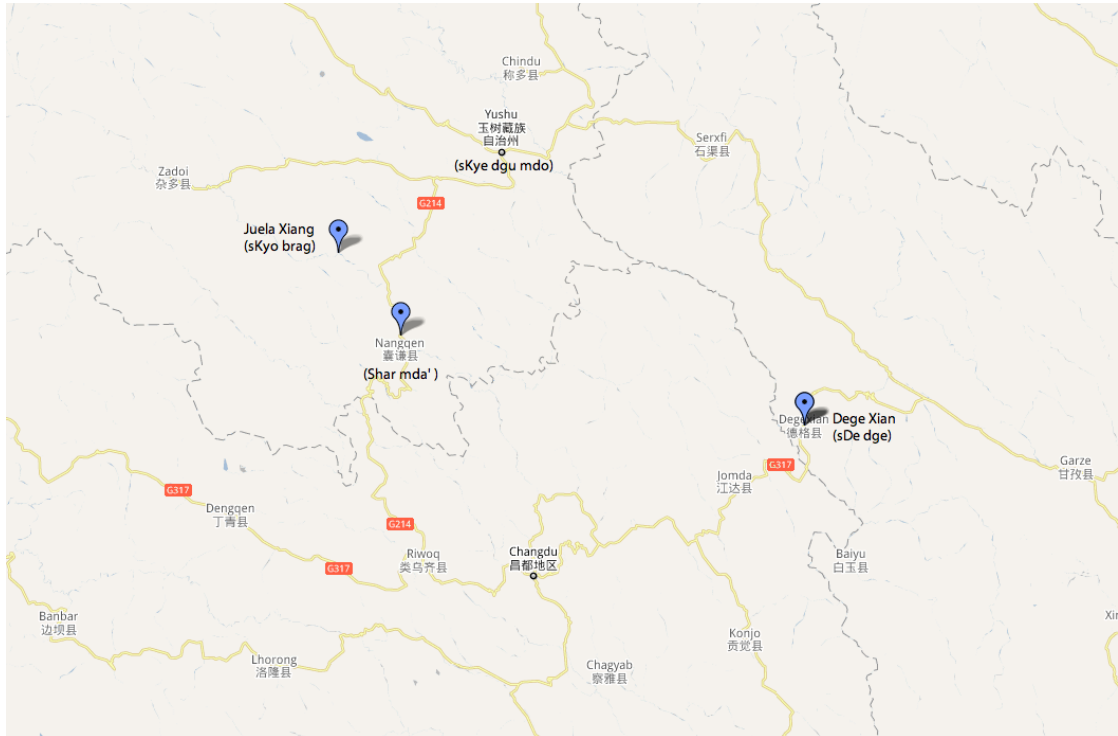 Chindu
称多县
Yushu
玉树藏族
自治州
(sKye dgu mdo)
Serxfi
石渠县
Zadoi
杂多县
G214
Juela Xiang
(sKyo brag)
Nangqen
囊谦县
(Shar mda' )
Dege Xian
德格县
Dege Xian
(sDe dge)
G317
Jomda
江达县
Garze
甘孜县
G317
Dengqen
丁青县
G214
Riwoq
类乌齐县
Changdu
昌都地区
G317
Baiyu
白玉县
Banbar
边坝县
Xin
Konjo
贡觉县
Lhorong
洛隆县
Chagyab
察雅县